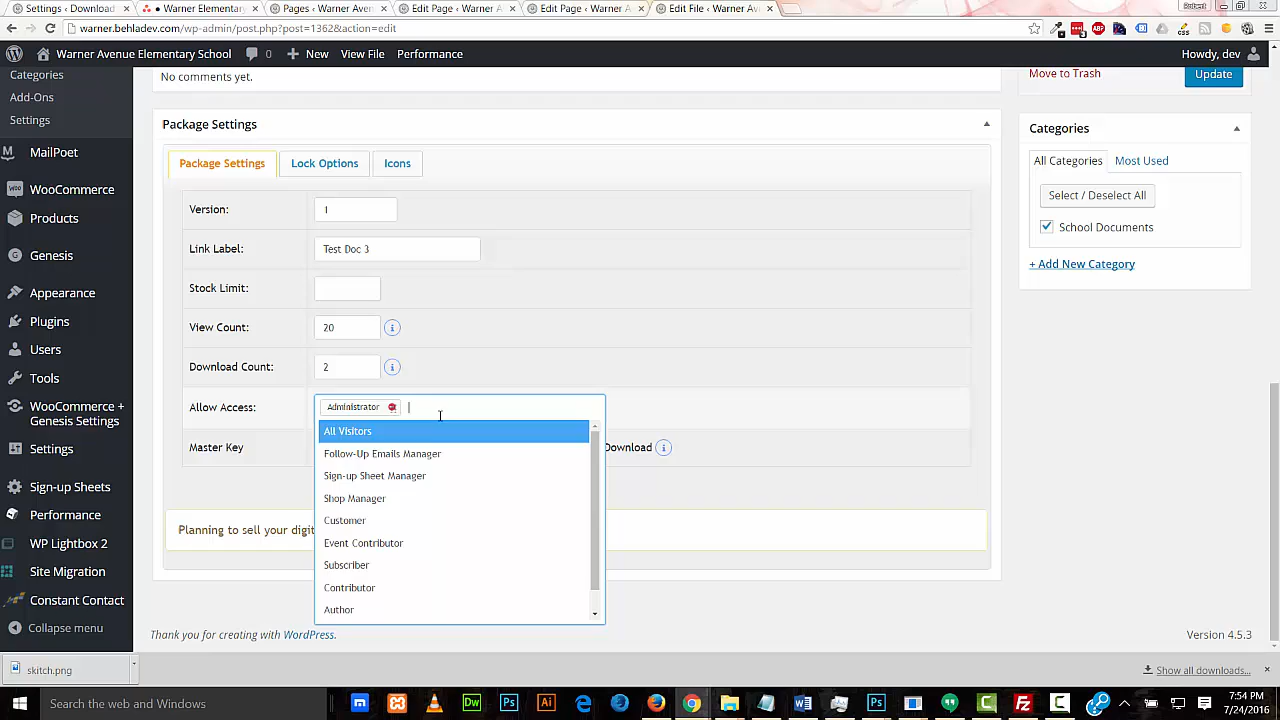 Settings ‹ Download
● Warner Elementary
Pages ‹ Warner Aven
Edit Page ‹ Warner A
Edit Page ‹ Warner A
Edit File ‹ Warner Av
Robert
warner.behladev.com/wp-admin/post.php?post=1362&action=edit
Warner Avenue Elementary School
0
New
View File
Performance
Howdy, dev
Categories
Add-Ons
Settings
MailPoet
WooCommerce
Products
Genesis
Appearance
Plugins
Users
Tools
WooCommerce +
Genesis Settings
Settings
Sign-up Sheets
Performance
WP Lightbox 2
Site Migration
Constant Contact
Collapse menu
No comments yet.
Move to Trash
Update
Package Settings
Package Settings
Lock Options
Icons
Version:
1
Link Label:
Test Doc 3
Stock Limit:
View Count:
20
Download Count:
2
Allow Access:
Administrator
All Visitors
Follow-Up Emails Manager
Sign-up Sheet Manager
Shop Manager
Customer
Event Contributor
Subscriber
Contributor
Author
Master Key
Download
Planning to sell your digit
Categories
All Categories
Most Used
Select / Deselect All
School Documents
+ Add New Category
Thank you for creating with WordPress.
Version 4.5.3
skitch.png
Show all downloads...
Search the web and Windows
Dw
Ps
Ai
Ps
7:54 PM
7/24/2016